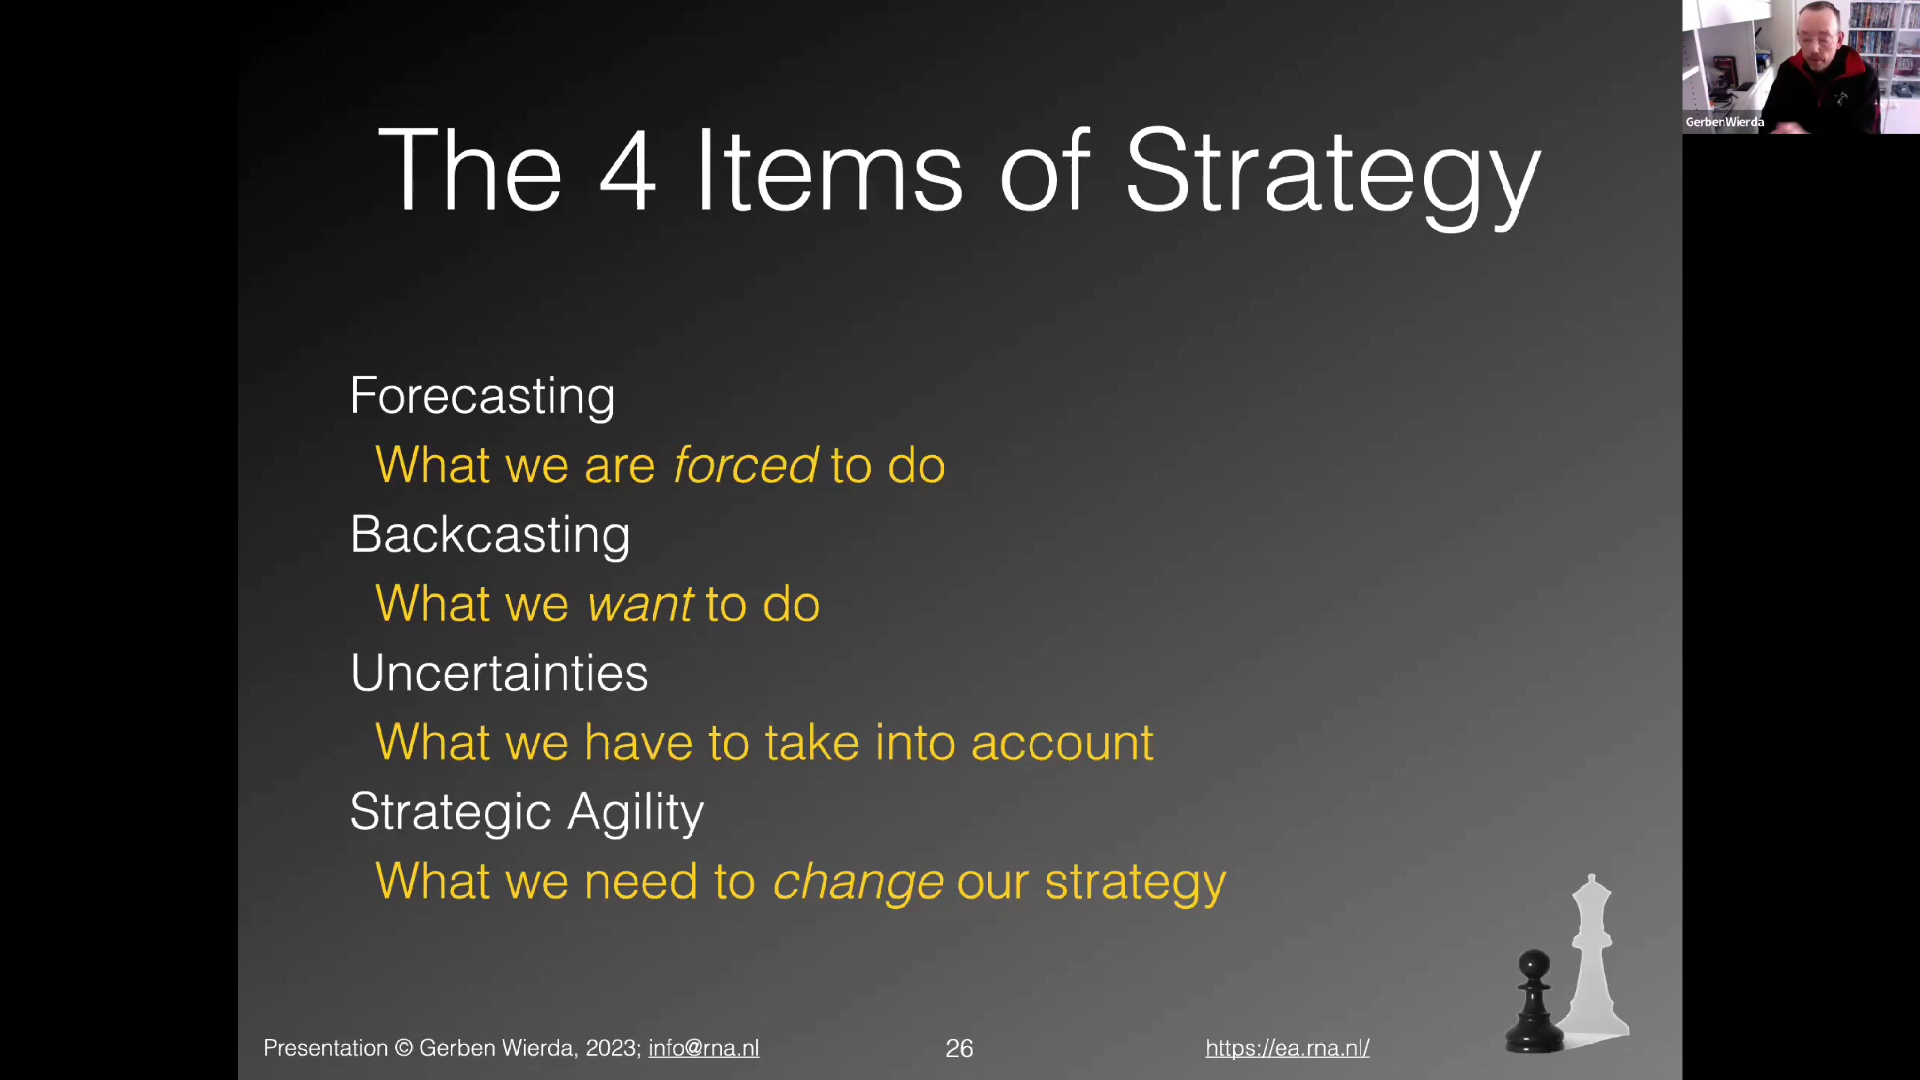 GerbenWierda
The 4 Items of Strategy
Forecasting
What we are forced to do
Backcasting
What we want to do
Uncertainties
What we have to take into account
Strategic Agility
What we need to change our strategy
Presentation © Gerben Wierda, 2023; info@rna.nl
26
https://ea.rna.nl/